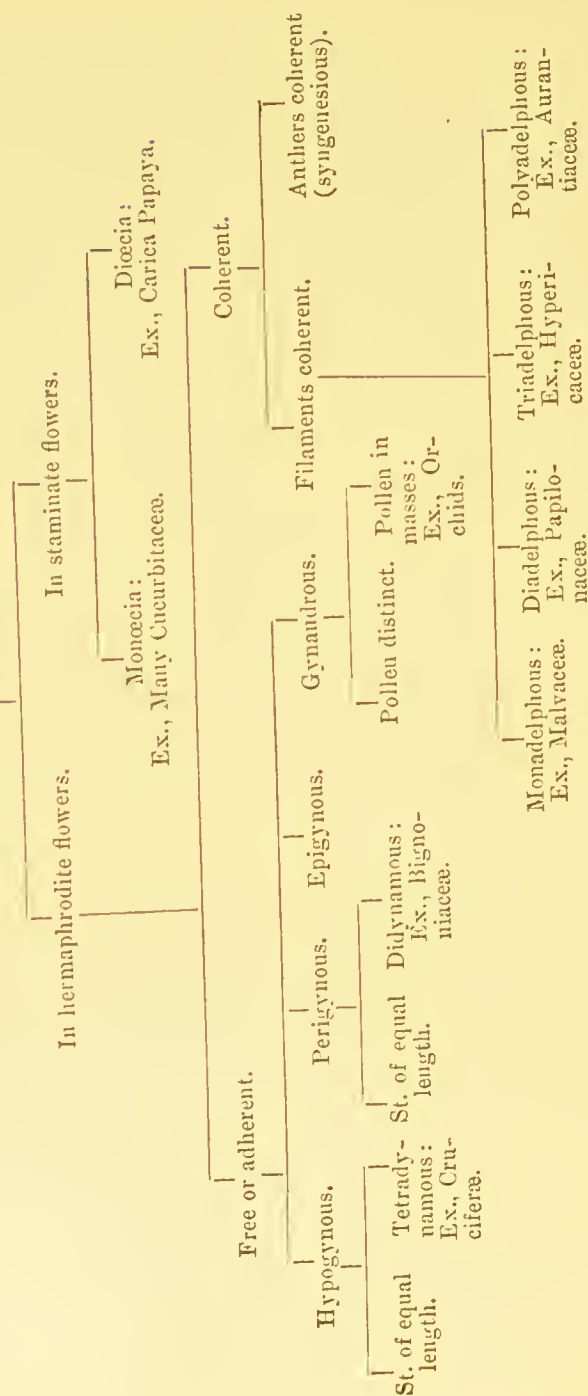 In hermaphrodite flowers.
In staminate flowers.
Monœcia:
Ex., Many Cucurbitaceæ.
Diœcia:
Ex., Carica Papaya.
Free or adherent.
Coherent.
Hypogynous.
Perigynous.
Epigynous.
Gynandrous.
Filaments coherent.
Anthers coherent
(syngenesious).
St. of equal
length.
Tetrady-
namous:
Ex., Cru-
ciferæ.
St. of equal
length.
Didynamous:
Ex., Bigno-
niaceæ.
Pollen distinct.
Pollen in
masses:
Ex., Or-
chids.
Monadelphous:
Ex., Malvaceæ.
Diadelphous:
Ex., Papilo-
naceæ.
Triadelphous:
Ex., Hyperi-
caceæ.
Polyadelphous:
Ex., Auran-
tiaceæ.